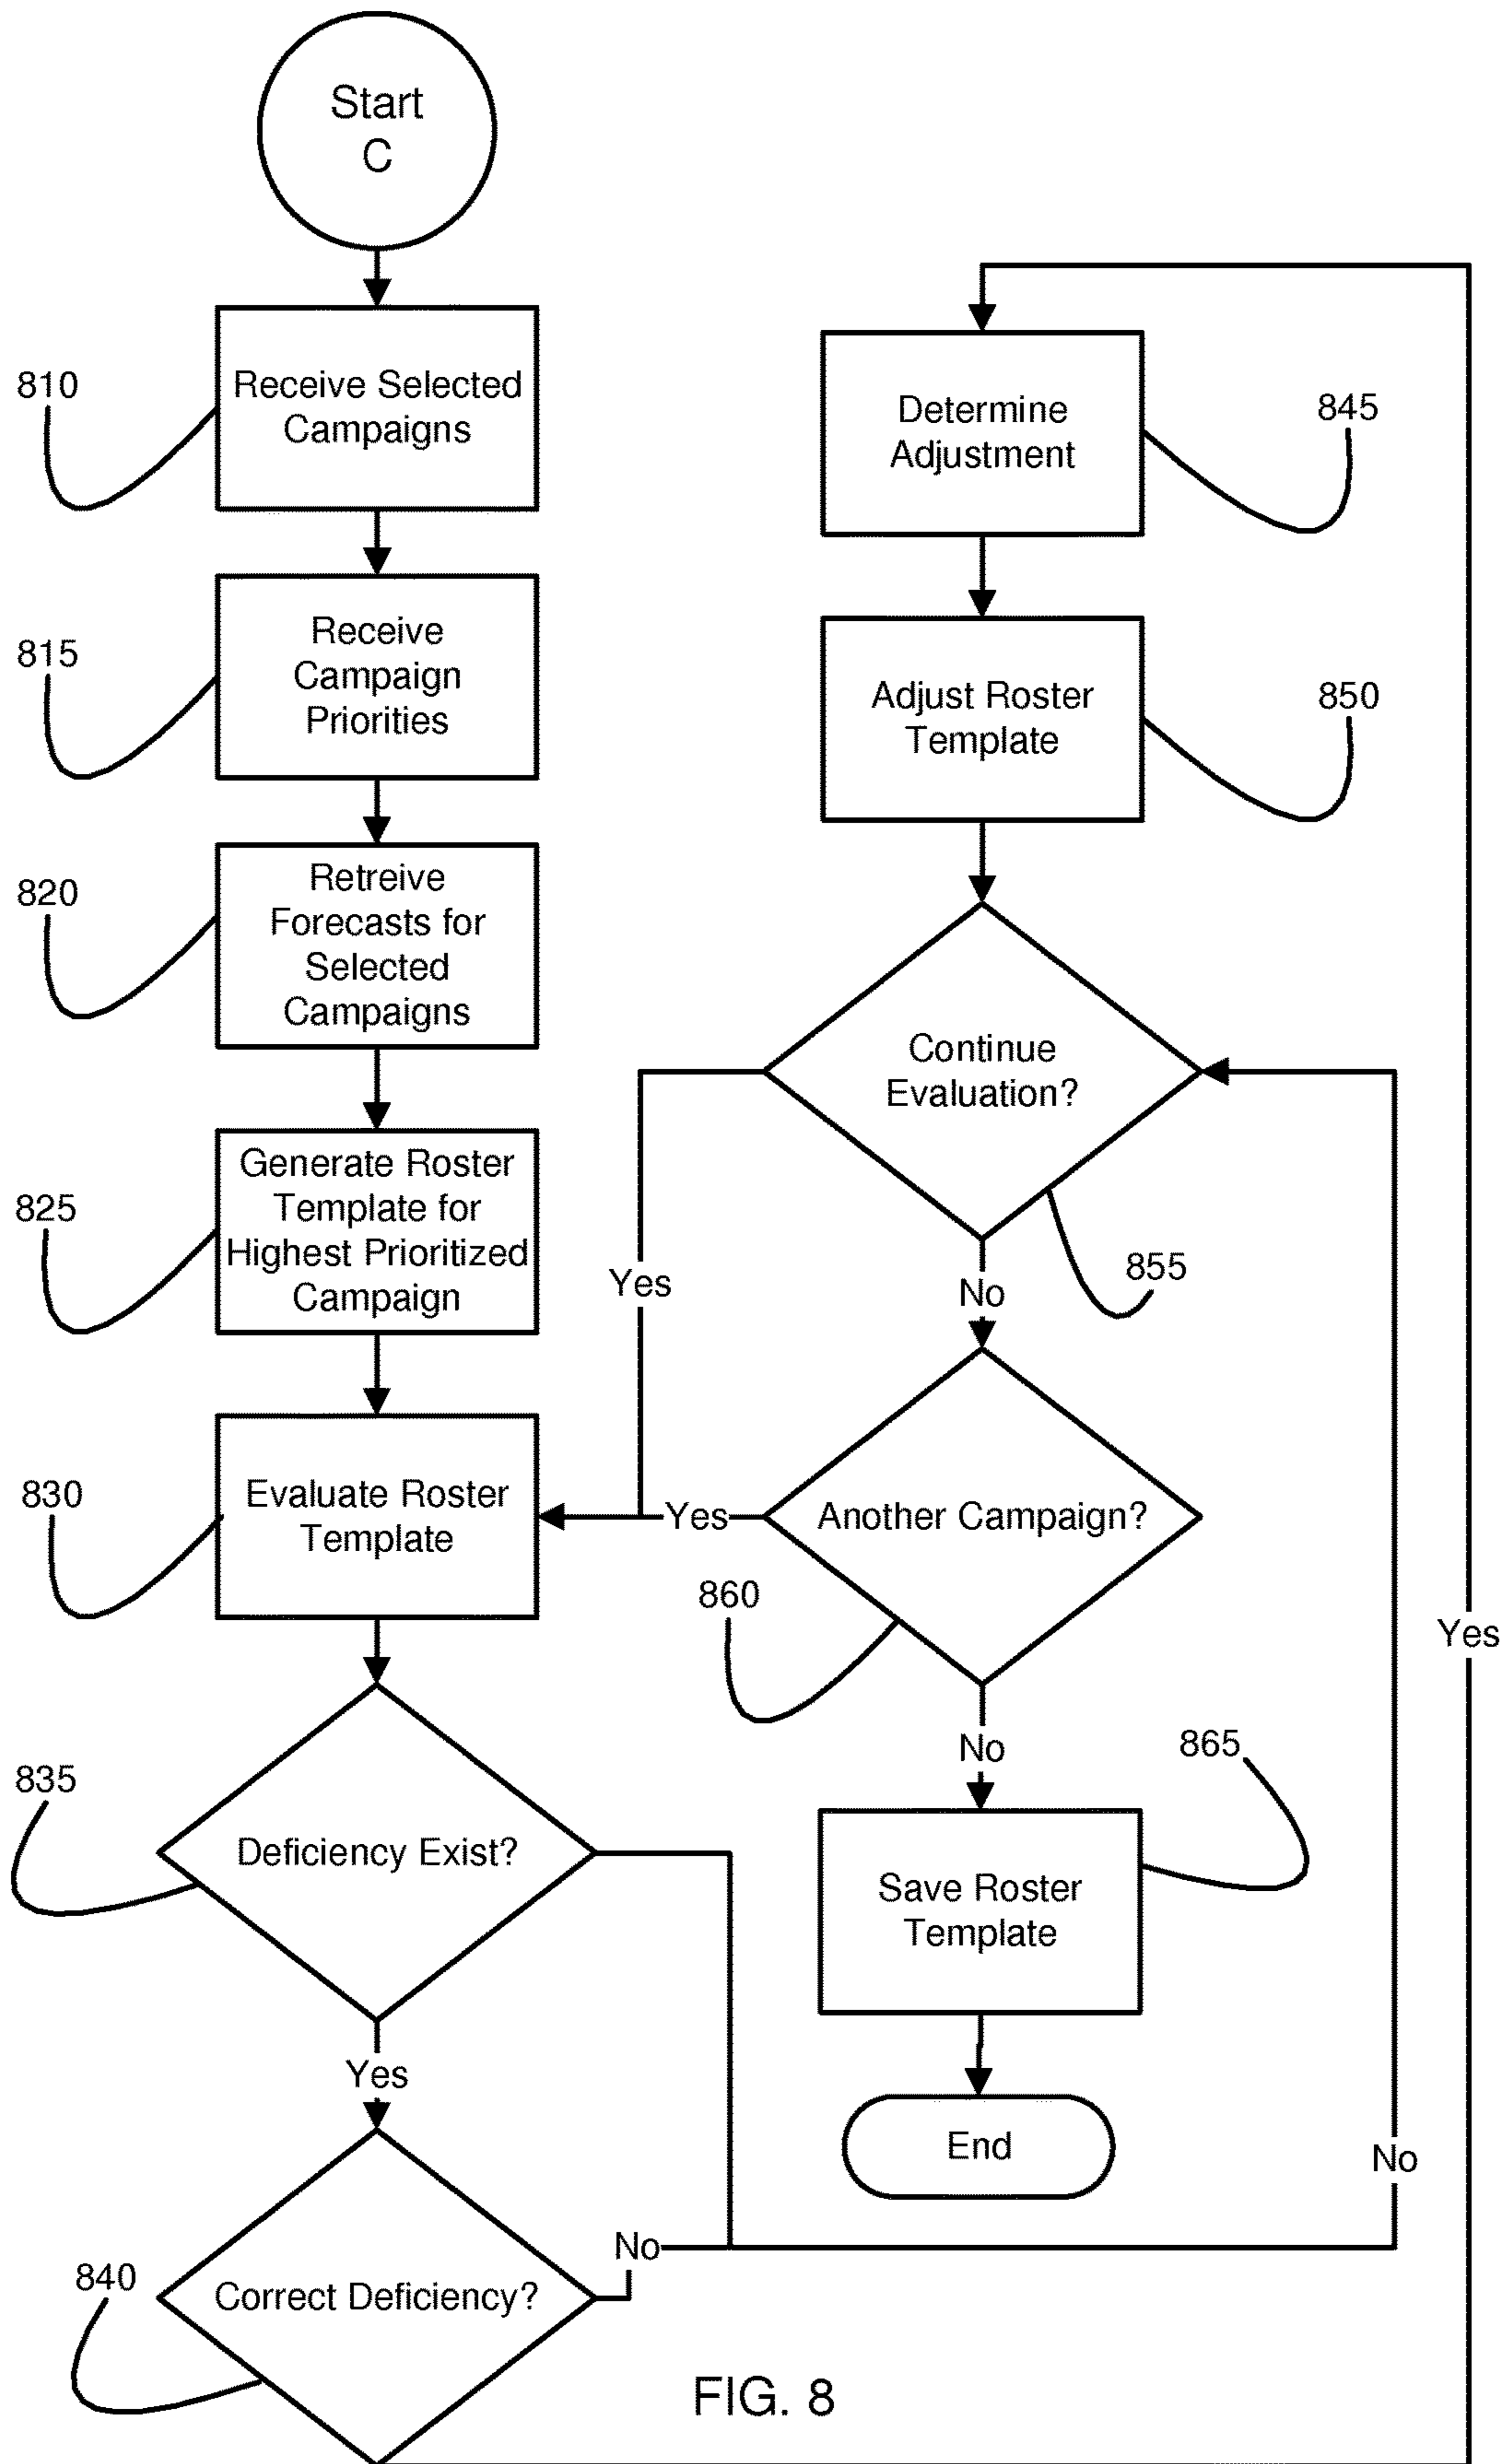 Start
C
810
Receive Selected
Campaigns
815
Receive
Campaign
Priorities
820
Retreive
Forecasts for
Selected
Campaigns
825
Generate Roster
Template for
Highest Prioritized
Campaign
830
Evaluate Roster
Template
835
Deficiency Exist?
Yes
840
Correct Deficiency?
No
No
Yes
845
Determine
Adjustment
850
Adjust Roster
Template
Continue
Evaluation?
855
Yes
No
Another Campaign?
Yes
860
No
865
Save Roster
Template
End
FIG. 8